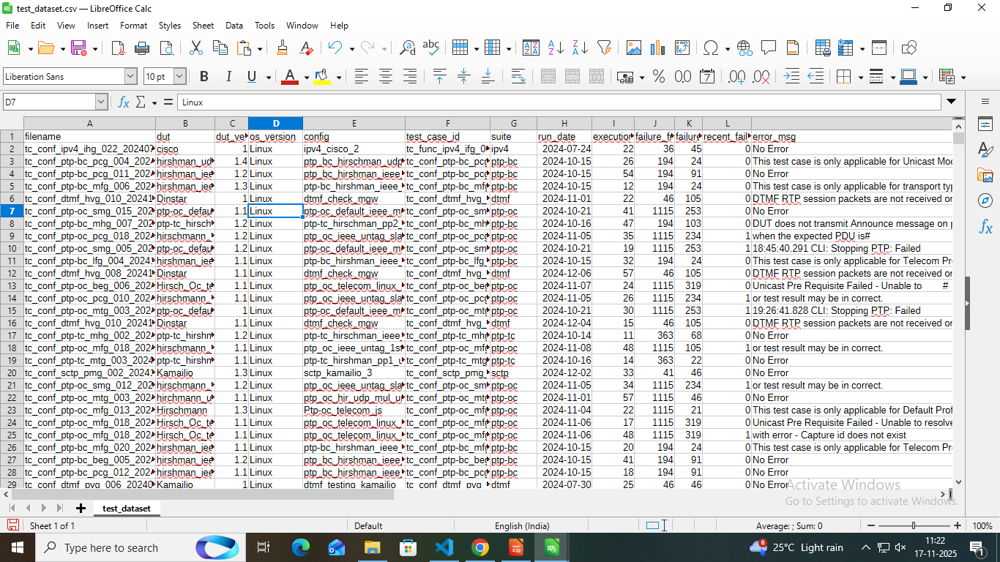 test_dataset.csv — LibreOffice Calc
File Edit View Insert Format Styles Sheet Data Tools Window Help
Liberation Sans 10 pt B I U A % 0.0 7 .00 .00
D7 fx Σ = Linux
A B C D E F G H I J K L
1 filename dut dut_ve os_version config test_case_id suite run_date execution failure_f failure recent_fail error_msg
2 tc_conf_ipv4_ihg_022_202407 cisco 1 Linux ipv4_cisco_2 tc_func_ipv4_ifg_0 ipv4 2024-07-24 22 36 45 0 No Error
3 tc_conf_ptp-bc_pcg_004_202 hirshman_ud 1.4 Linux ptp_bc_hirschman_udp tc_conf_ptp-bc_pc ptp-bc 2024-10-15 26 194 24 0 This test case is only applicable for Unicast Mo
4 tc_conf_ptp-bc_pcg_011_202 hirshman_iee 1.2 Linux ptp_bc_hirshman_ieee tc_conf_ptp-bc_pc ptp-bc 2024-10-15 54 194 91 0 No Error
5 tc_conf_ptp-bc_mfg_006_202 hirshman_iee 1.3 Linux ptp-bc_hirshman_ieee tc_conf_ptp-bc_mf ptp-bc 2024-10-15 12 194 24 0 This test case is only applicable for transport typ
6 tc_conf_dtmf_hvg_010_20241 Dinstar 1 Linux dtmf_check_mgw tc_conf_dtmf_hvg_ dtmf 2024-11-01 22 46 105 0 DTMF RTP session packets are not received or
7 tc_conf_ptp-oc_smg_015_202 ptp-oc_defau 1.1 Linux ptp-oc_default_ieee_m tc_conf_ptp-oc_sm ptp-oc 2024-10-21 41 1115 253 0 No Error
8 tc_conf_ptp-bc_mhg_007_202 ptp-tc_hirsch 1.2 Linux ptp-tc_hirschman_pp2_ tc_conf_ptp-bc_mh ptp-bc 2024-10-16 47 194 103 0 DUT does not transmit Announce message on p
9 tc_conf_ptp-oc_pcg_018_202 hirschmann_ 1.2 Linux ptp_oc_ieee_untag_sla tc_conf_ptp-oc_pc ptp-oc 2024-11-05 35 1115 234 1 when the expected PDU is#
10 tc_conf_ptp-oc_smg_005_202 ptp-oc_defau 1.2 Linux ptp-oc_default_ieee_m tc_conf_ptp-oc_sm ptp-oc 2024-10-21 19 1115 253 1 18:45:40.291 CLI: Stopping PTP: Failed
11 tc_conf_ptp-bc_lfg_004_2024 hirshman_iee 1.1 Linux ptp-bc_hirshman_ieee_ tc_conf_ptp-bc_lfg ptp-bc 2024-10-15 32 194 24 0 This test case is only applicable for Telecom Pr
12 tc_conf_dtmf_hvg_008_20241 Dinstar 1.1 Linux dtmf_check_mgw tc_conf_dtmf_hvg_ dtmf 2024-12-06 57 46 105 0 DTMF RTP session packets are not received or
13 tc_conf_ptp-oc_beg_006_202 Hirsch_Oc_te 1.1 Linux ptp_oc_telecom_linux_ tc_conf_ptp-oc_be ptp-oc 2024-11-07 24 1115 319 0 Unicast Pre Requisite Failed - Unable to #
14 tc_conf_ptp-oc_pcg_010_202 hirschmann_ 1.1 Linux ptp_oc_ieee_untag_sla tc_conf_ptp-oc_pc ptp-oc 2024-11-05 26 1115 234 1 or test result may be in correct.
15 tc_conf_ptp-oc_mtg_003_202 ptp-oc_defau 1 Linux ptp-oc_default_ieee_m tc_conf_ptp-oc_mt ptp-oc 2024-10-21 30 1115 253 1 19:26:41.828 CLI: Stopping PTP: Failed
16 tc_conf_dtmf_hvg_010_20241 Dinstar 1.1 Linux dtmf_check_mgw tc_conf_dtmf_hvg_ dtmf 2024-12-04 15 46 105 0 DTMF RTP session packets are not received or
17 tc_conf_ptp-tc_mhg_002_202 ptp-tc_hirshn 1.2 Linux ptp-tc_hirschman_ieee_ tc_conf_ptp-tc_mh ptp-tc 2024-10-14 11 363 68 0 No Error
18 tc_conf_ptp-oc_mfg_018_202 hirschmann_ 1.1 Linux ptp_oc_ieee_untag_1s tc_conf_ptp-oc_mf ptp-oc 2024-11-08 48 1115 105 1 or test result may be in correct.
19 tc_conf_ptp-tc_mtg_003_2024 ptp-tc_hirshn 1.1 Linux ptp-tc_hirshman_pp1_u tc_conf_ptp-tc_mtg ptp-tc 2024-10-16 14 363 22 0 No Error
20 tc_conf_sctp_pmg_002_20241 Kamailio 1.3 Linux sctp_kamailio_3 tc_conf_sctp_pmg_ sctp 2024-12-02 33 41 46 0 No Error
21 tc_conf_ptp-oc_smg_012_202 hirschmann_ 1.2 Linux ptp_oc_ieee_untag_sla tc_conf_ptp-oc_sm ptp-oc 2024-11-05 34 1115 234 1 or test result may be in correct.
22 tc_conf_ptp-oc_mtg_003_202 hirchmann_u 1.1 Linux ptp_oc_hir_udp_mul_u tc_conf_ptp-oc_mt ptp-oc 2024-11-01 57 1115 46 0 No Error
23 tc_conf_ptp-oc_mfg_013_202 Hirschmann 1.3 Linux Ptp-oc_telecom_js tc_conf_ptp-oc_mf ptp-oc 2024-11-04 22 1115 21 0 This test case is only applicable for Default Prof
24 tc_conf_ptp-oc_mfg_018_202 Hirsch_Oc_te 1.1 Linux ptp_oc_telecom_linux_ tc_conf_ptp-oc_mf ptp-oc 2024-11-06 17 1115 319 0 Unicast Pre Requisite Failed - Unable to resolve
25 tc_conf_ptp-oc_mfg_018_202 Hirsch_Oc_te 1.1 Linux ptp_oc_telecom_linux_ tc_conf_ptp-oc_mf ptp-oc 2024-11-06 48 1115 319 1 with error - Capture id does not exist
26 tc_conf_ptp-bc_mfg_020_202 hirshman_iee 1.1 Linux ptp-bc_hirshman_ieee_ tc_conf_ptp-bc_mf ptp-bc 2024-10-15 20 194 24 0 This test case is only applicable for Telecom Pr
27 tc_conf_ptp-bc_beg_005_202 hirshman_iee 1.2 Linux ptp_bc_hirshman_ieee_ tc_conf_ptp-bc_be ptp-bc 2024-10-15 41 194 91 0 No Error
28 tc_conf_ptp-bc_pcg_012_202 hirshman_iee 1.1 Linux ptp_bc_hirshman_ieee_ tc_conf_ptp-bc_pc ptp-bc 2024-10-15 18 194 91 0 No Error
29 tc_conf_dtmf_pvg_006_20240 Kamailio 1 Linux dtmf_testing_kamailio tc_conf_dtmf_pvg_ dtmf 2024-07-30 25 46 46 0 No Error
Activate Windows
Go to Settings to activate Windows.
test_dataset
Sheet 1 of 1 Default English (India) Average: ; Sum: 0 100%
Type here to search 6 25°C Light rain 11:22
17-11-2025 1